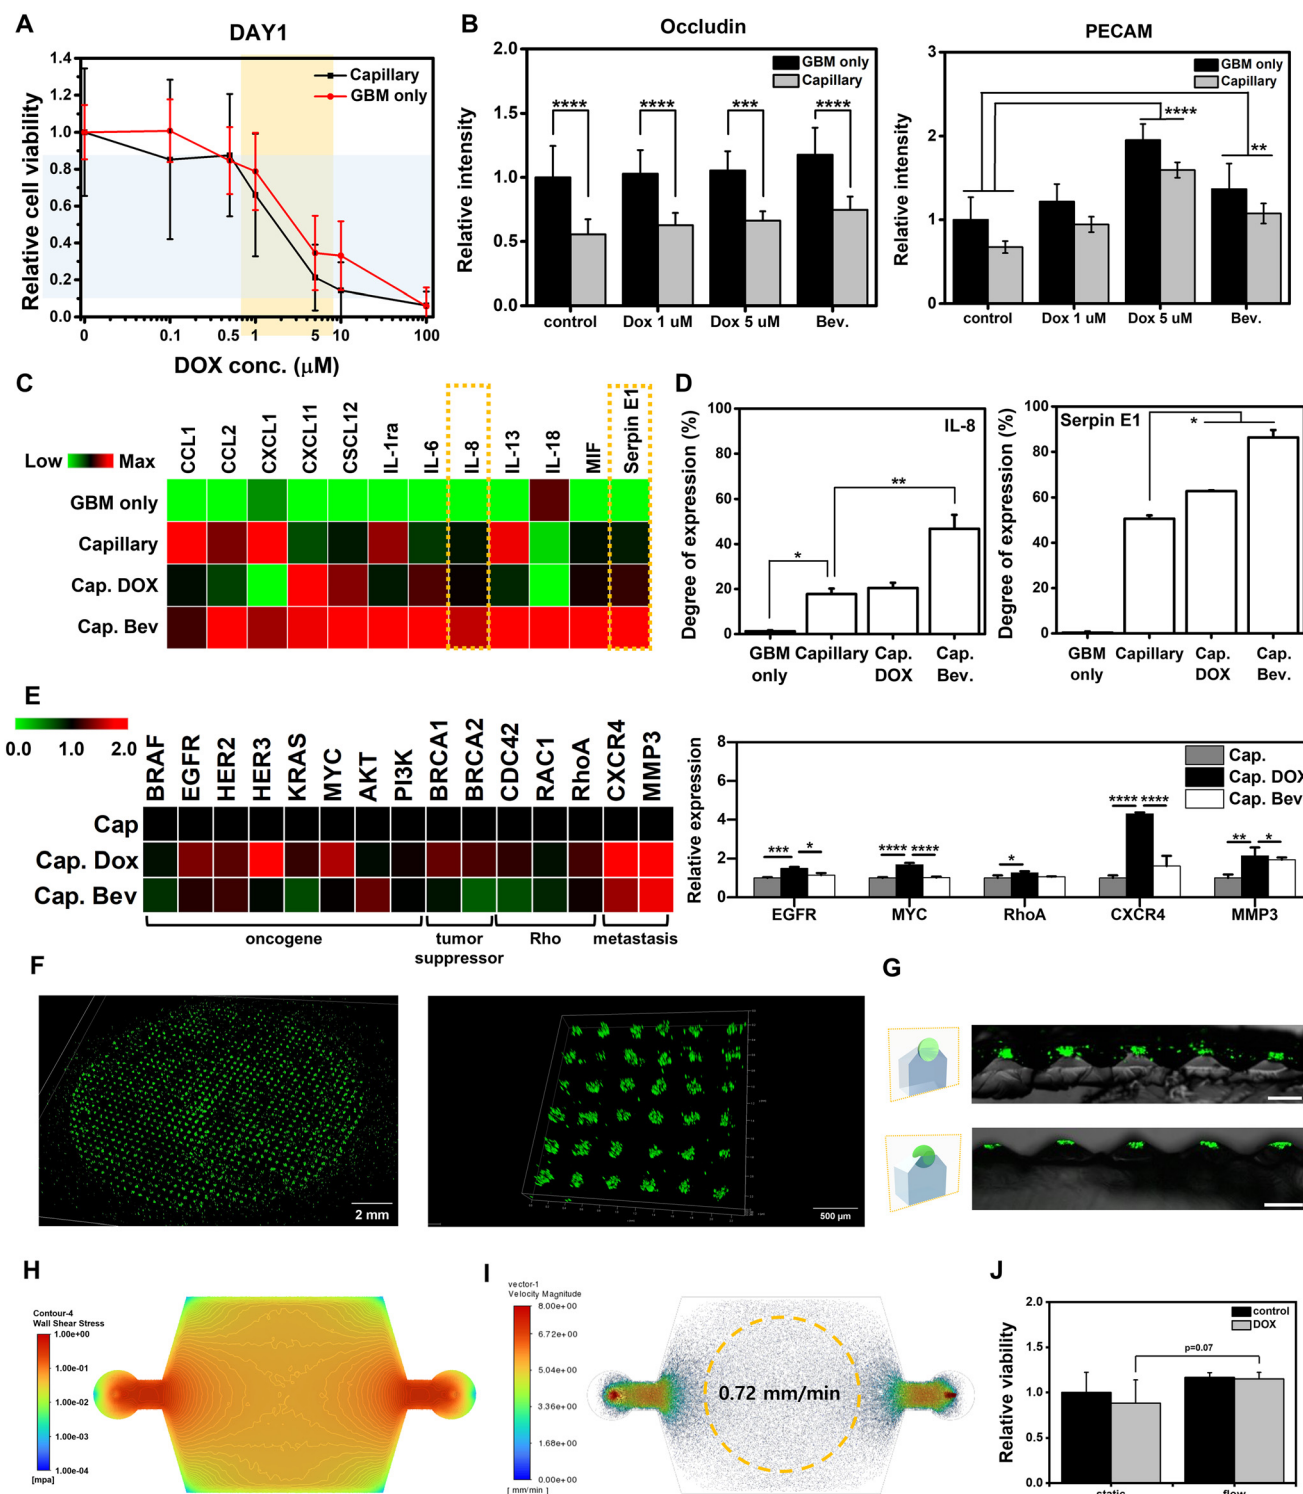 A
DAY1
Relative cell viability
1.4
1.2
1.0
0.8
0.6
0.4
0.2
0.0
Capillary
GBM only
0
0.1
0.5
1
5
10
100
DOX conc. (μM)
B
Occludin
Relative intensity
2.0
1.5
1.0
0.5
0.0
GBM only
Capillary
****
****
***
****
control
Dox 1 uM
Dox 5 uM
Bev.
PECAM
Relative intensity
3
2
1
0
GBM only
Capillary
****
**
control
Dox 1 uM
Dox 5 uM
Bev.
C
Low
Max
CCL1
CCL2
CXCL1
CXCL11
CSCL12
IL-1ra
IL-6
IL-8
IL-13
IL-18
MIF
Serpin E1
GBM only
Capillary
Cap. DOX
Cap. Bev
D
Degree of expression (%)
100
80
60
40
20
0
IL-8
*
**
GBM only
Capillary
Cap. DOX
Cap. Bev.
Degree of expression (%)
100
80
60
40
20
0
Serpin E1
*
GBM only
Capillary
Cap. DOX
Cap. Bev.
E
0.0
1.0
2.0
BRAF
EGFR
HER2
HER3
KRAS
MYC
AKT
PI3K
BRCA1
BRCA2
CDC42
RAC1
RhoA
CXCR4
MMP3
Cap
Cap. Dox
Cap. Bev
oncogene
tumor suppressor
Rho
metastasis
Relative expression
8
6
4
2
0
Cap.
Cap. DOX
Cap. Bev
***
*
****
****
*
****
****
**
*
EGFR
MYC
RhoA
CXCR4
MMP3
F
2 mm
500 μm
G
H
Contour-4
Wall Shear Stress
1.00e+00
1.00e-01
1.00e-02
1.00e-03
1.00e-04
[mpa]
I
vector-1
Velocity Magnitude
8.00e+00
6.72e+00
5.04e+00
3.36e+00
1.68e+00
0.00e+00
[ mm/min ]
0.72 mm/min
J
Relative viability
2.0
1.5
1.0
0.5
0.0
control
DOX
p=0.07
static
flow